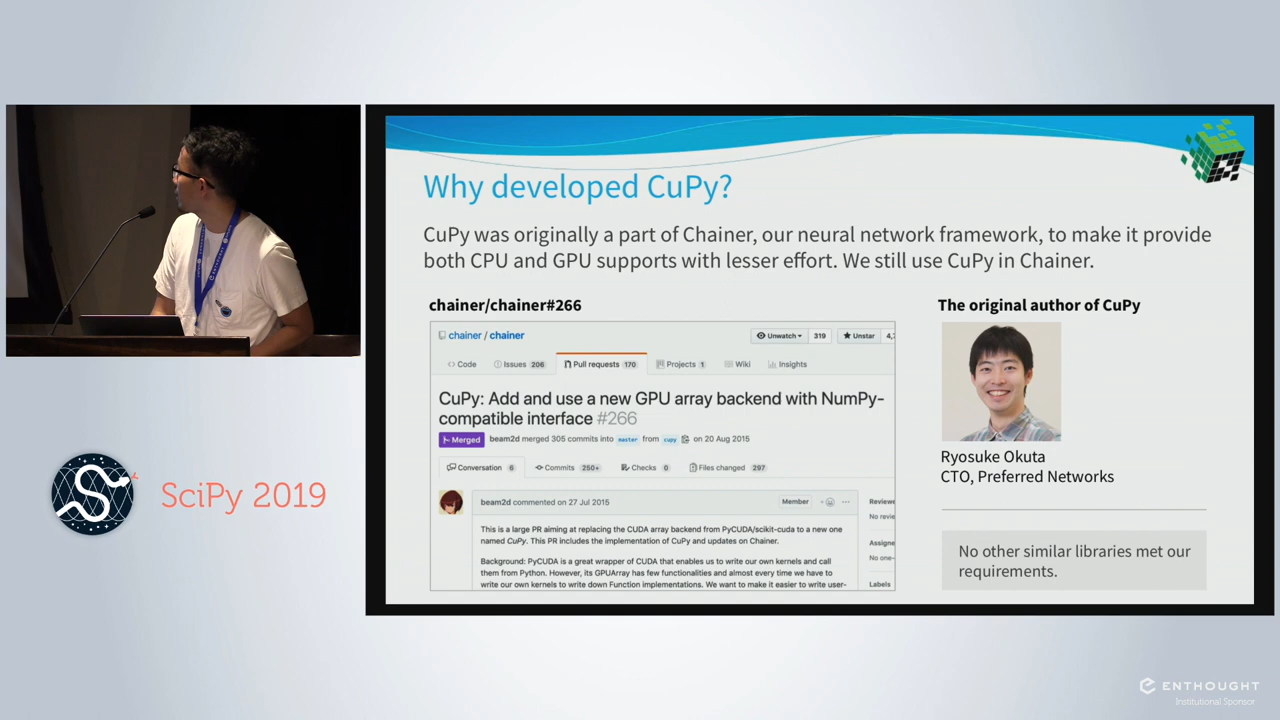 Why developed CuPy?
CuPy was originally a part of Chainer, our neural network framework, to make it provide
both CPU and GPU supports with lesser effort. We still use CuPy in Chainer.
chainer/chainer#266
chainer / chainer
Unwatch 319 Unstar 4,
Code Issues 206 Pull requests 170 Projects 1 Wiki Insights
CuPy: Add and use a new GPU array backend with NumPy-
compatible interface #266
Merged beam2d merged 305 commits into master from cupy on 20 Aug 2015
Conversation 6 Commits 250+ Checks 0 Files changed 297
beam2d commented on 27 Jul 2015 Member ...
This is a large PR aiming at replacing the CUDA array backend from PyCUDA/scikit-cuda to a new one
named CuPy. This PR includes the implementation of CuPy and updates on Chainer.
Background: PyCUDA is a great wrapper of CUDA that enables us to write our own kernels and call
them from Python. However, its GPUArray has few functionalities and almost every time we have to
write our own kernels to write down Function implementations. We want to make it easier to write user-
Reviewe
No revie
Assigne
No one-
Labels
The original author of CuPy
Ryosuke Okuta
CTO, Preferred Networks
No other similar libraries met our
requirements.
SciPy 2019
ENTHOUGHT
Institutional Sponsor